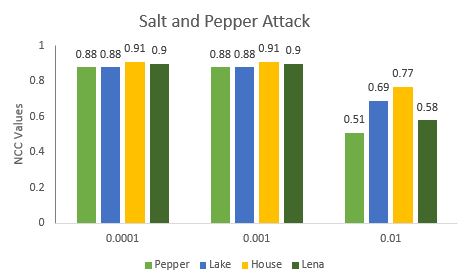 Salt and Pepper Attack
NCC Values
1
0.8
0.6
0.4
0.2
0
0.88 0.88 0.91 0.9
0.88 0.88 0.91 0.9
0.51 0.69 0.77 0.58
0.0001 0.001 0.01
Pepper Lake House Lena